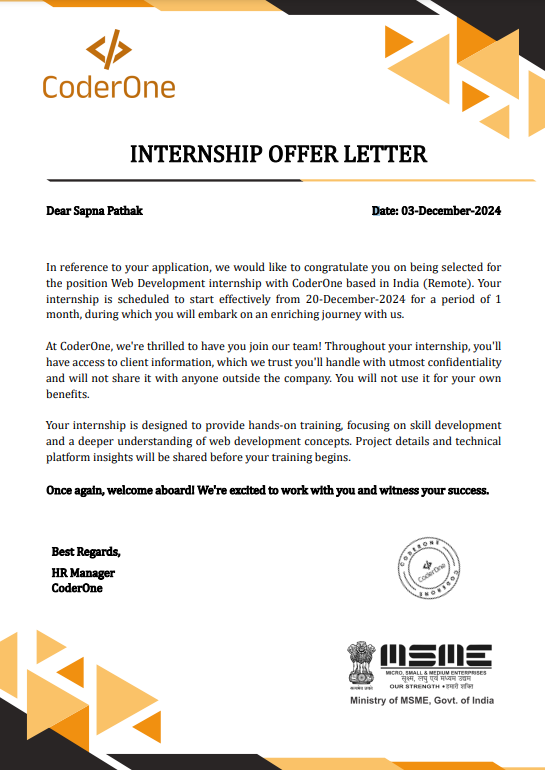 </>
CoderOne
INTERNSHIP OFFER LETTER
Dear Sapna Pathak
Date: 03-December-2024
In reference to your application, we would like to congratulate you on being selected for
the position Web Development internship with CoderOne based in India (Remote). Your
internship is scheduled to start effectively from 20-December-2024 for a period of 1
month, during which you will embark on an enriching journey with us.
At CoderOne, we're thrilled to have you join our team! Throughout your internship, you'll
have access to client information, which we trust you'll handle with utmost confidentiality
and will not share it with anyone outside the company. You will not use it for your own
benefits.
Your internship is designed to provide hands-on training, focusing on skill development
and a deeper understanding of web development concepts. Project details and technical
platform insights will be shared before your training begins.
Once again, welcome aboard! We're excited to work with you and witness your success.
Best Regards,
HR Manager
CoderOne
CODERONE
</>
CoderOne
CODERONE
MSME
MICRO, SMALL & MEDIUM ENTERPRISES
सूक्ष्म, लघु एवं मध्यम उद्यम
सत्यमेव जयते
OUR STRENGTH • हमारी शक्ति
Ministry of MSME, Govt. of India